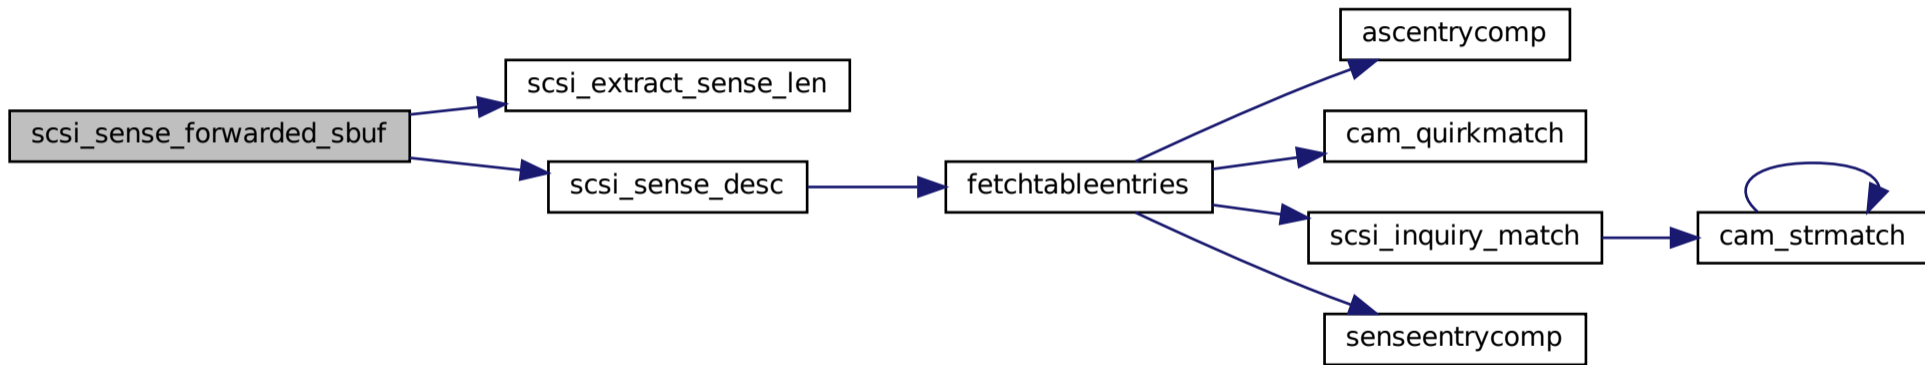 scsi_sense_forwarded_sbuf
scsi_extract_sense_len
scsi_sense_desc
fetchtableentries
ascentrycomp
cam_quirkmatch
scsi_inquiry_match
senseentrycomp
cam_strmatch